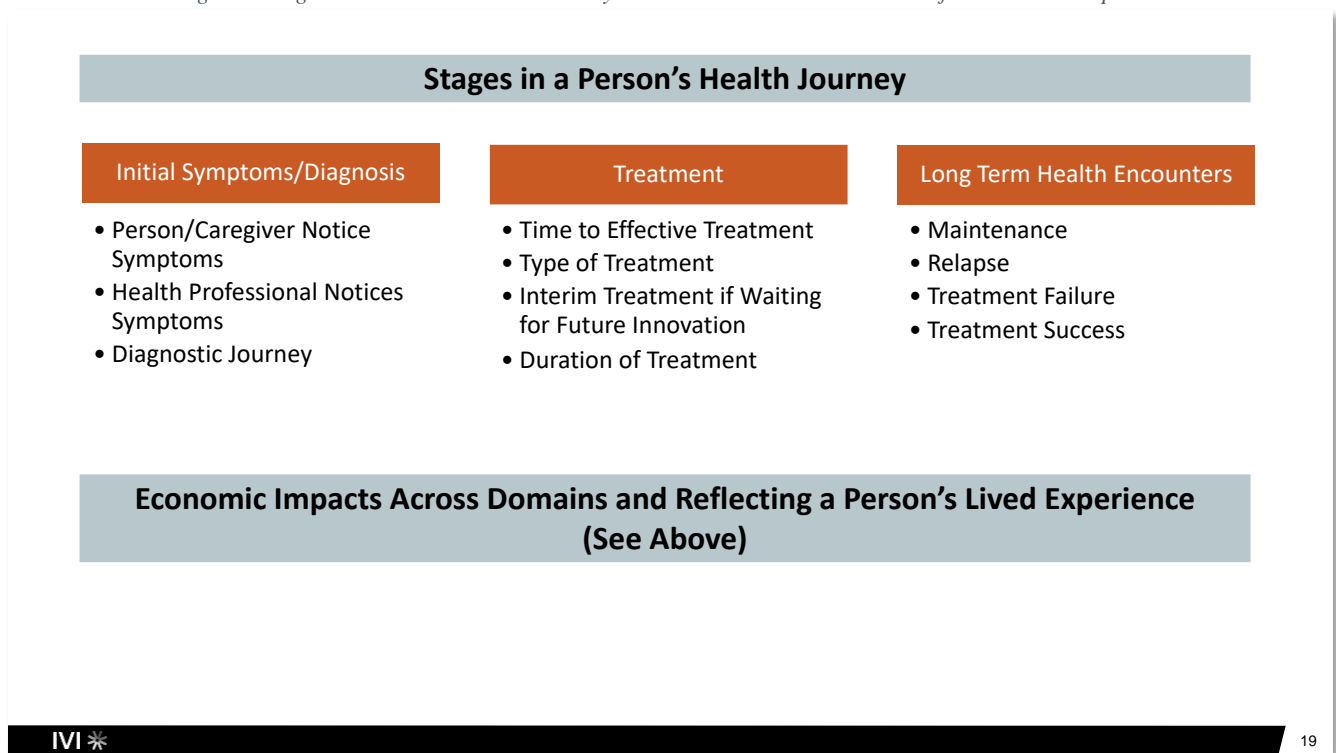 Stages in a Person's Health Journey
Initial Symptoms/Diagnosis
• Person/Caregiver Notice
Symptoms
• Health Professional Notices
Symptoms
• Diagnostic Journey
Treatment
• Time to Effective Treatment
• Type of Treatment
• Interim Treatment if Waiting
for Future Innovation
• Duration of Treatment
Long Term Health Encounters
• Maintenance
• Relapse
• Treatment Failure
• Treatment Success
Economic Impacts Across Domains and Reflecting a Person's Lived Experience
(See Above)
IVI
19